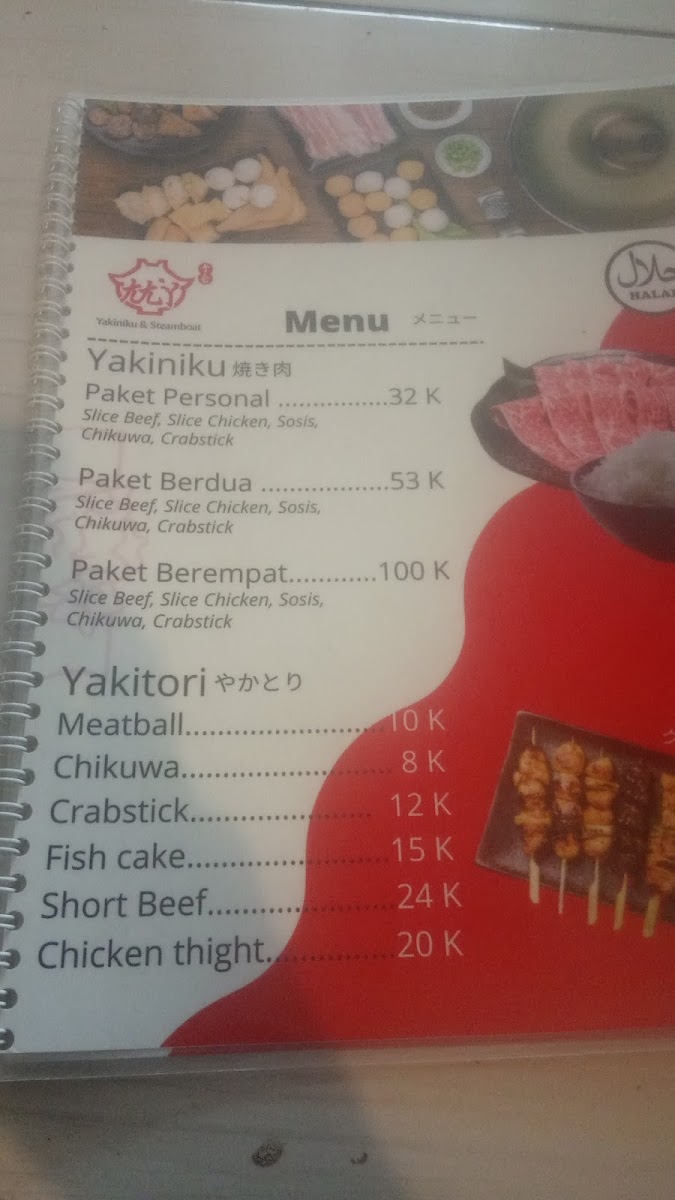 Yakiniku & Steamboat
حلال
HALAL
Menu メニュー
Yakiniku 焼き肉
Paket Personal ................32 K
Slice Beef, Slice Chicken, Sosis,
Chikuwa, Crabstick
Paket Berdua ..................53 K
Slice Beef, Slice Chicken, Sosis,
Chikuwa, Crabstick
Paket Berempat............100 K
Slice Beef, Slice Chicken, Sosis,
Chikuwa, Crabstick
Yakitori やかとり
Meatball........................10 K
Chikuwa......................... 8 K
Crabstick...................... 12 K
Fish cake........................15 K
Short Beef......................24 K
Chicken thight...............20 K